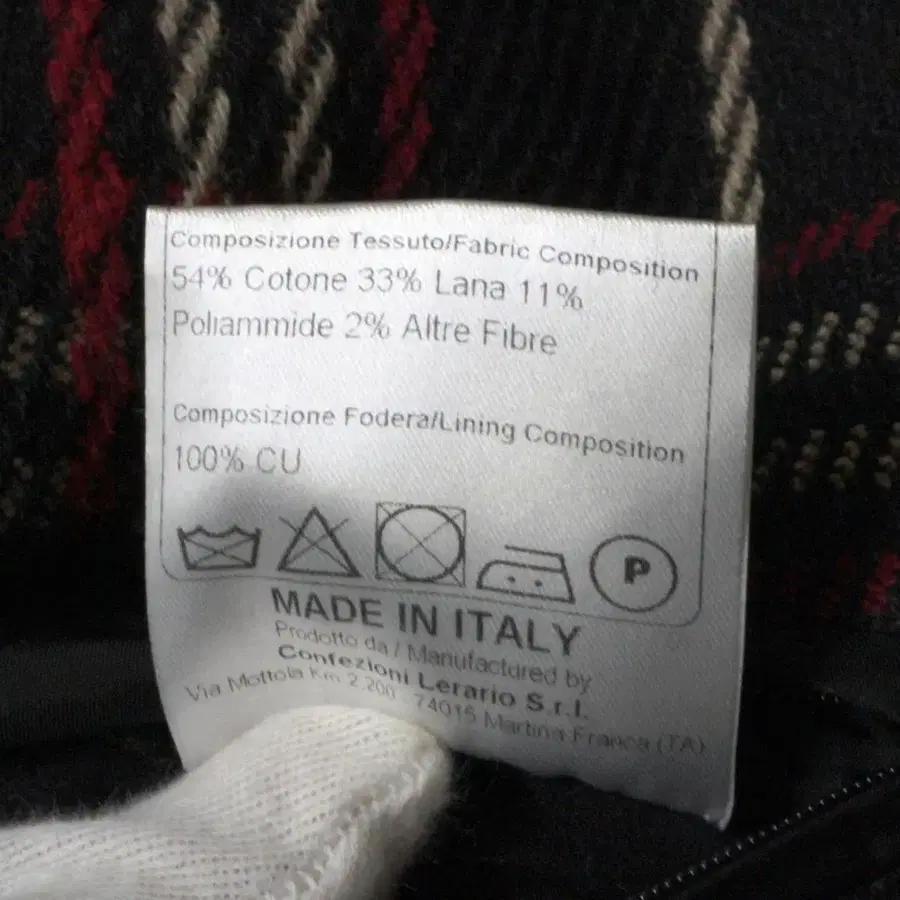 Composizione Tessuto/Fabric Composition
54% Cotone 33% Lana 11%
Poliammide 2% Altre Fibre
Composizione Fodera/Lining Composition
100% CU
P
MADE IN ITALY
Prodotto da / Manufactured by
Confezioni Lerario S.r.l.
Via Mottola Km 2.200 74015 Martina Franca (TA)